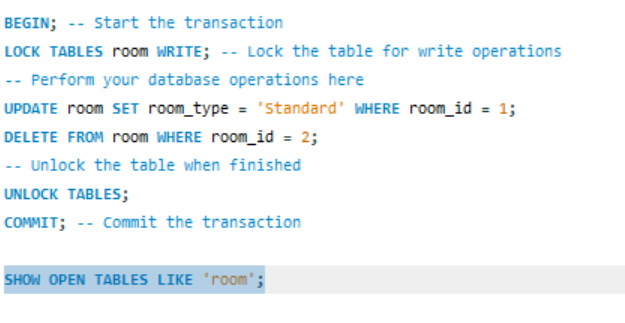 BEGIN; -- Start the transaction
LOCK TABLES room WRITE; -- Lock the table for write operations
-- Perform your database operations here
UPDATE room SET room_type = 'Standard' WHERE room_id = 1;
DELETE FROM room WHERE room_id = 2;
-- Unlock the table when finished
UNLOCK TABLES;
COMMIT; -- Commit the transaction
SHOW OPEN TABLES LIKE 'room';